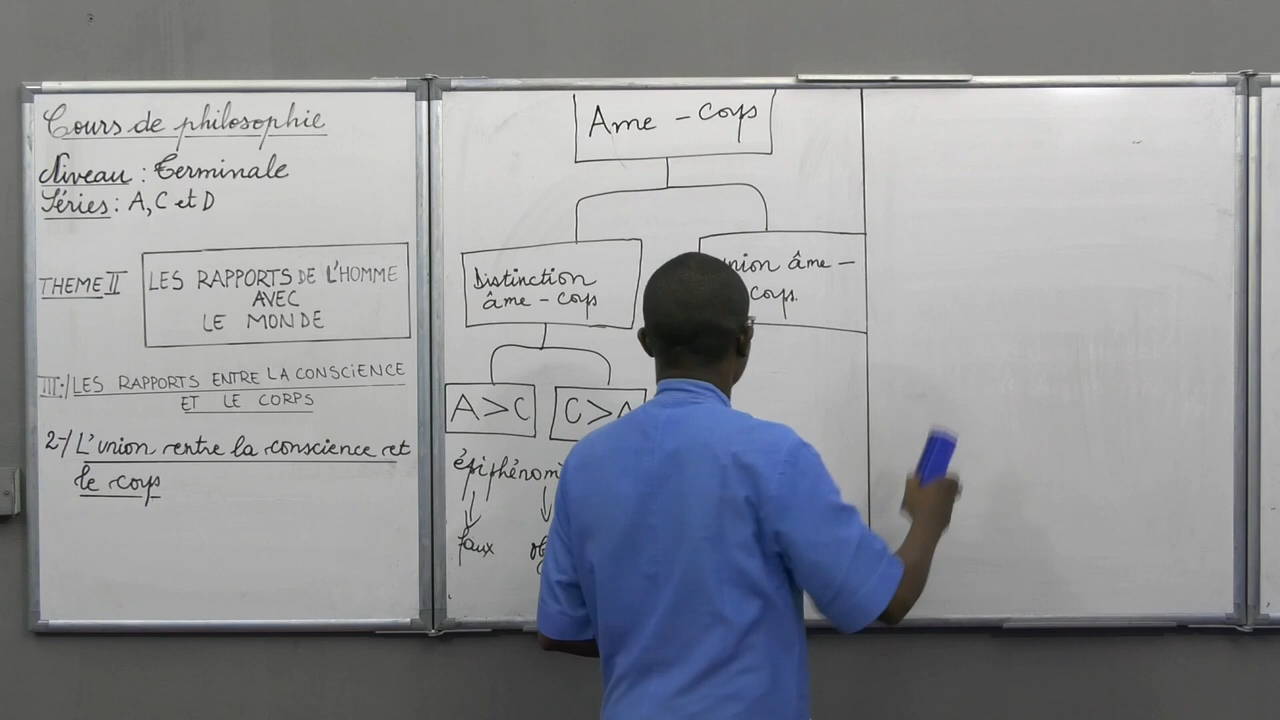 Cours de philosophie
Niveau : Terminale
Séries : A, C et D
THEME II
LES RAPPORTS DE L'HOMME
AVEC
LE MONDE
III-/ LES RAPPORTS ENTRE LA CONSCIENCE
ET LE CORPS
2-/ L'union entre la conscience et
le corps
Ame - Corps
Distinction
âme - corps
union âme -
corps.
A > C
C >
faux